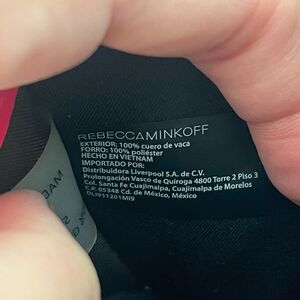 REBECCAMINKOFF
EXTERIOR: 100% cuero de vaca
FORRO: 100% poliéster
HECHO EN VIETNAM
IMPORTADO POR:
Distribuidora Liverpool S.A. de C.V.
Prolongación Vasco de Quiroga 4800 Torre 2 Piso 3
Col. Santa Fe Cuajimalpa, Cuajimalpa de Morelos
C.P. 05348 Cd. de México, México
DLI931201MI9